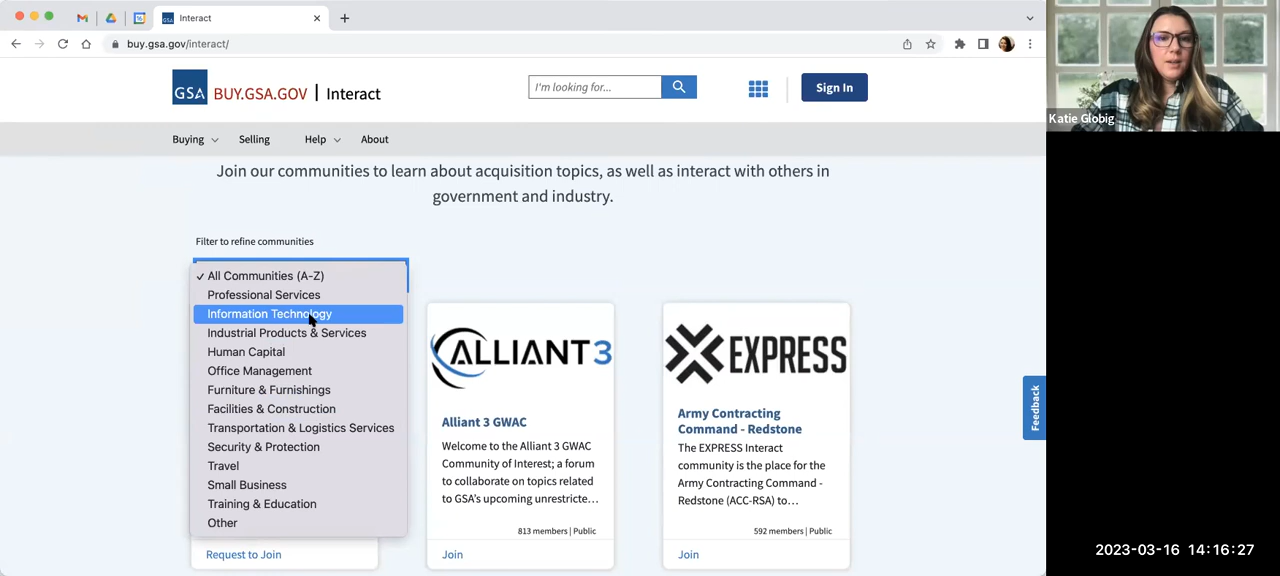 Interact
buy.gsa.gov/interact/
GSA BUY.GSA.GOV | Interact
I'm looking for...
Sign In
Buying
Selling
Help
About
Join our communities to learn about acquisition topics, as well as interact with others in
government and industry.
Filter to refine communities
✓ All Communities (A-Z)
Professional Services
Information Technology
Industrial Products & Services
Human Capital
Office Management
Furniture & Furnishings
Facilities & Construction
Transportation & Logistics Services
Security & Protection
Travel
Small Business
Training & Education
Other
Request to Join
ALLIANT 3
Alliant 3 GWAC
Welcome to the Alliant 3 GWAC
Community of Interest; a forum
to collaborate on topics related
to GSA's upcoming unrestricte...
813 members | Public
Join
EXPRESS
Army Contracting
Command - Redstone
The EXPRESS Interact
community is the place for the
Army Contracting Command -
Redstone (ACC-RSA) to...
592 members | Public
Join
Feedback
Katie Globig
2023-03-16 14:16:27